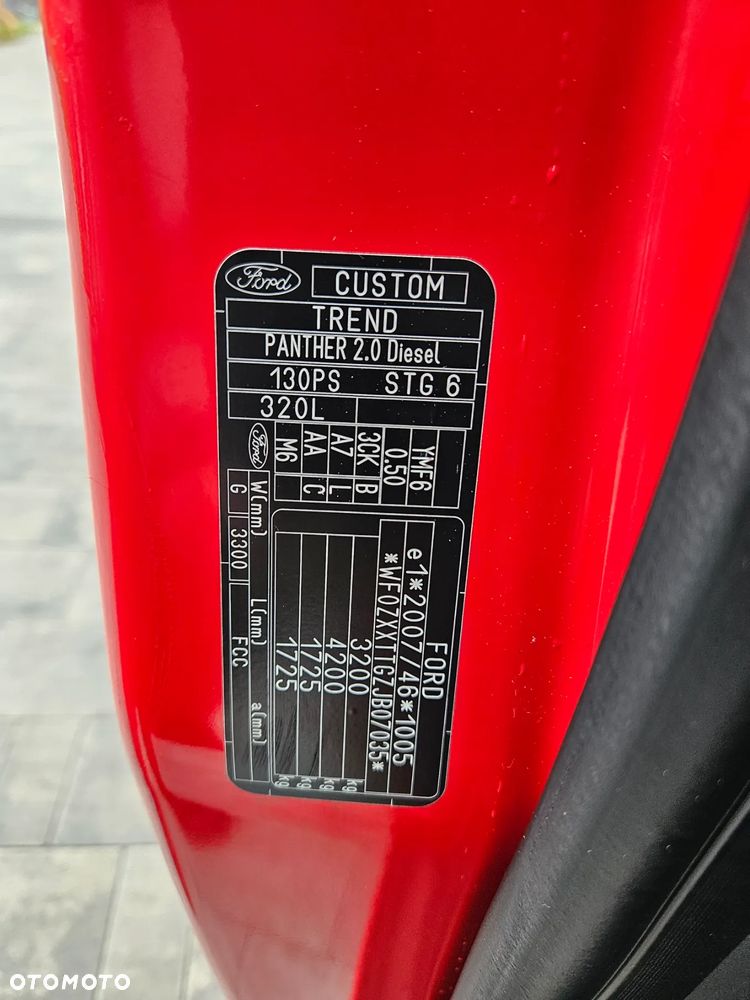 Ford CUSTOM
TREND
PANTHER 2.0 Diesel
130PS STG 6
320L
Ford
YMF6
0.50
3CK B
A7 L
AA C
M6
FORD
e1*2007/46*1005
*WF0ZXXTTGZJB07035*
3200 kg
4200 kg
1725 kg
1725 kg
W(mm) L(mm) a(mm)
G 3300 FCC
OTOMOTO